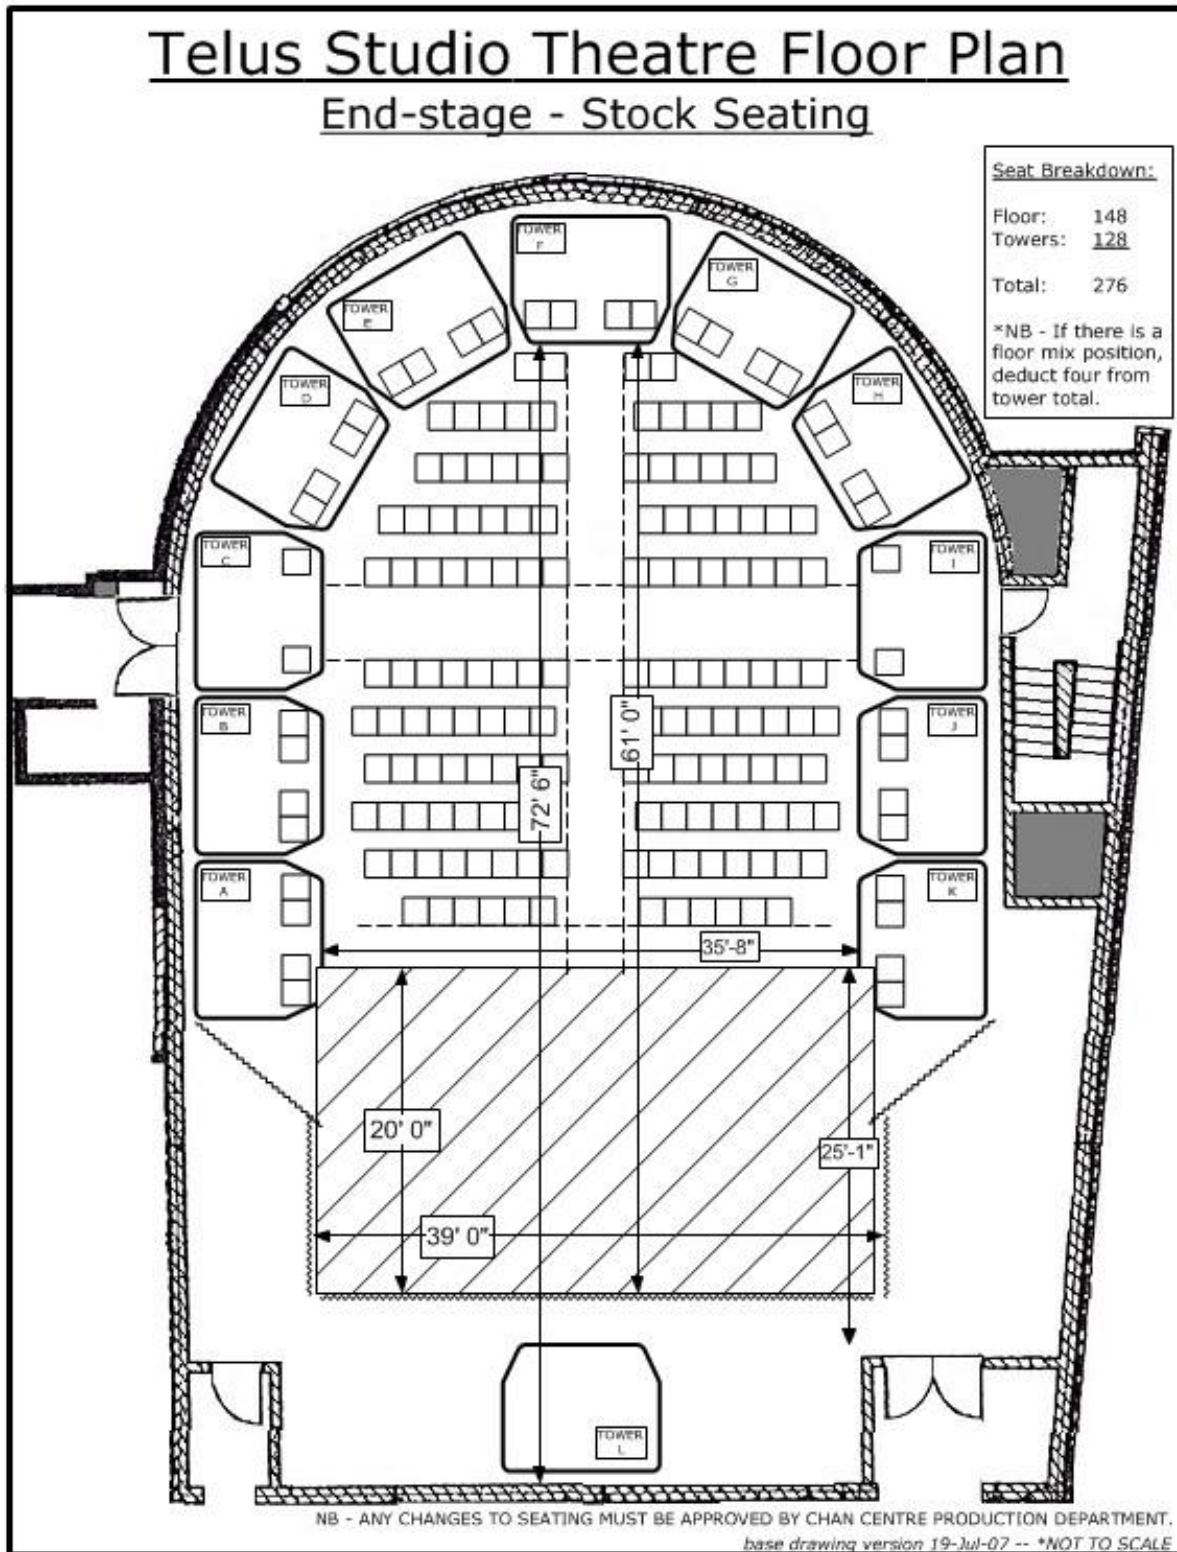 Telus Studio Theatre Floor Plan
End-stage - Stock Seating
Seat Breakdown:
Floor: 148
Towers: 128
Total: 276
*NB - If there is a
floor mix position,
deduct four from
tower total.
TOWER
F
TOWER
E
TOWER
G
TOWER
D
TOWER
H
TOWER
C
TOWER
I
TOWER
B
TOWER
J
61' 0"
72' 6"
TOWER
A
TOWER
K
35'-8"
20' 0"
25'-1"
39' 0"
TOWER
L
NB - ANY CHANGES TO SEATING MUST BE APPROVED BY CHAN CENTRE PRODUCTION DEPARTMENT.
base drawing version 19-Jul-07 -- *NOT TO SCALE